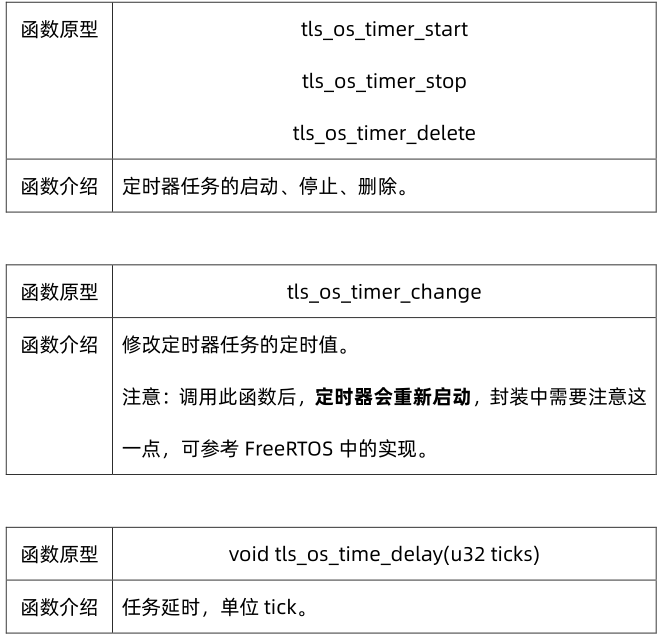 函数原型
tls_os_timer_start
tls_os_timer_stop
tls_os_timer_delete
函数介绍
定时器任务的启动、停止、删除。
函数原型
tls_os_timer_change
函数介绍
修改定时器任务的定时值。
注意：调用此函数后，定时器会重新启动，封装中需要注意这
一点，可参考 FreeRTOS 中的实现。
函数原型
void tls_os_time_delay(u32 ticks)
函数介绍
任务延时，单位 tick。